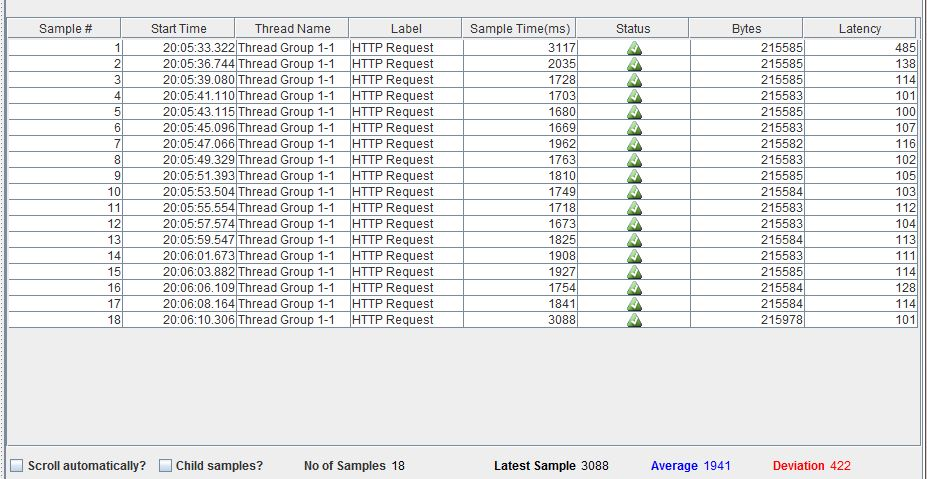 Sample # Start Time Thread Name Label Sample Time(ms) Status Bytes Latency
1 20:05:33.322 Thread Group 1-1 HTTP Request 3117 215585 485
2 20:05:36.744 Thread Group 1-1 HTTP Request 2035 215585 138
3 20:05:39.080 Thread Group 1-1 HTTP Request 1728 215585 114
4 20:05:41.110 Thread Group 1-1 HTTP Request 1703 215583 101
5 20:05:43.115 Thread Group 1-1 HTTP Request 1680 215585 100
6 20:05:45.096 Thread Group 1-1 HTTP Request 1669 215583 107
7 20:05:47.066 Thread Group 1-1 HTTP Request 1962 215582 116
8 20:05:49.329 Thread Group 1-1 HTTP Request 1763 215583 102
9 20:05:51.393 Thread Group 1-1 HTTP Request 1810 215585 105
10 20:05:53.504 Thread Group 1-1 HTTP Request 1749 215584 103
11 20:05:55.554 Thread Group 1-1 HTTP Request 1718 215583 112
12 20:05:57.574 Thread Group 1-1 HTTP Request 1673 215583 104
13 20:05:59.547 Thread Group 1-1 HTTP Request 1825 215584 113
14 20:06:01.673 Thread Group 1-1 HTTP Request 1908 215583 111
15 20:06:03.882 Thread Group 1-1 HTTP Request 1927 215585 114
16 20:06:06.109 Thread Group 1-1 HTTP Request 1754 215584 128
17 20:06:08.164 Thread Group 1-1 HTTP Request 1841 215584 114
18 20:06:10.306 Thread Group 1-1 HTTP Request 3088 215978 101
Scroll automatically? Child samples? No of Samples 18 Latest Sample 3088 Average 1941 Deviation 422